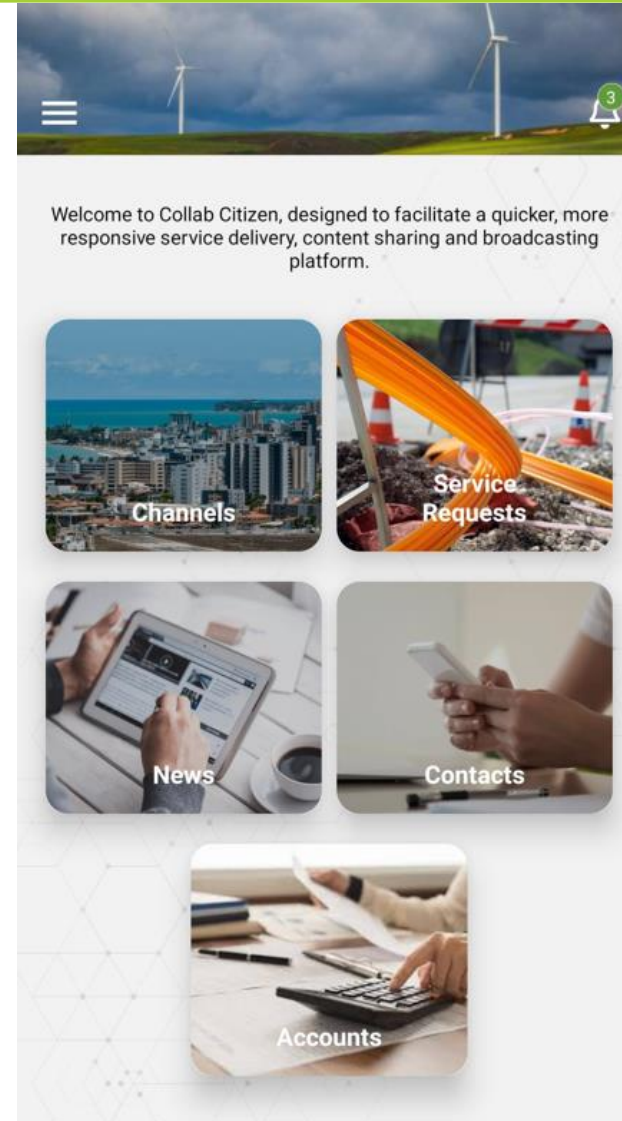 3
Welcome to Collab Citizen, designed to facilitate a quicker, more
responsive service delivery, content sharing and broadcasting
platform.
Channels
Service
Requests
News
Contacts
Accounts